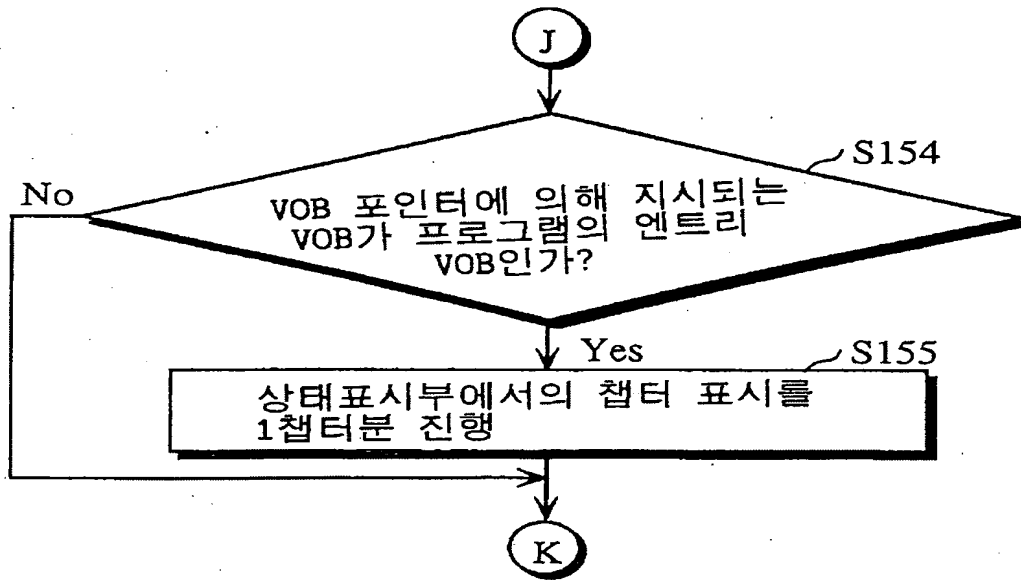 J
S154
No
VOB 포인터에 의해 지시되는
VOB가 프로그램의 엔트리
VOB인가?
Yes
S155
상태표시부에서의 챕터 표시를
1챕터분 진행
K